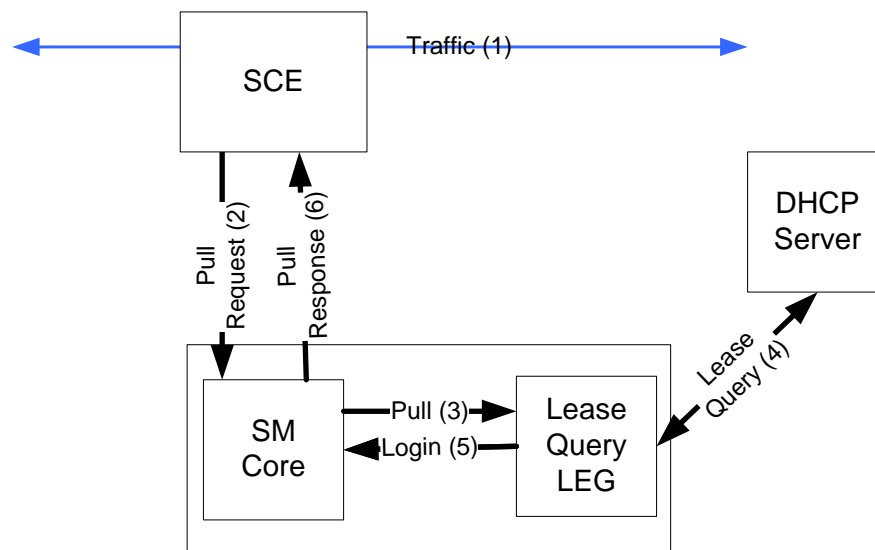 Traffic (1)
SCE
DHCP
Server
Pull
Request (2)
Pull
Response (6)
Lease
Query (4)
SM
Core
Pull (3)
Login (5)
Lease
Query
LEG